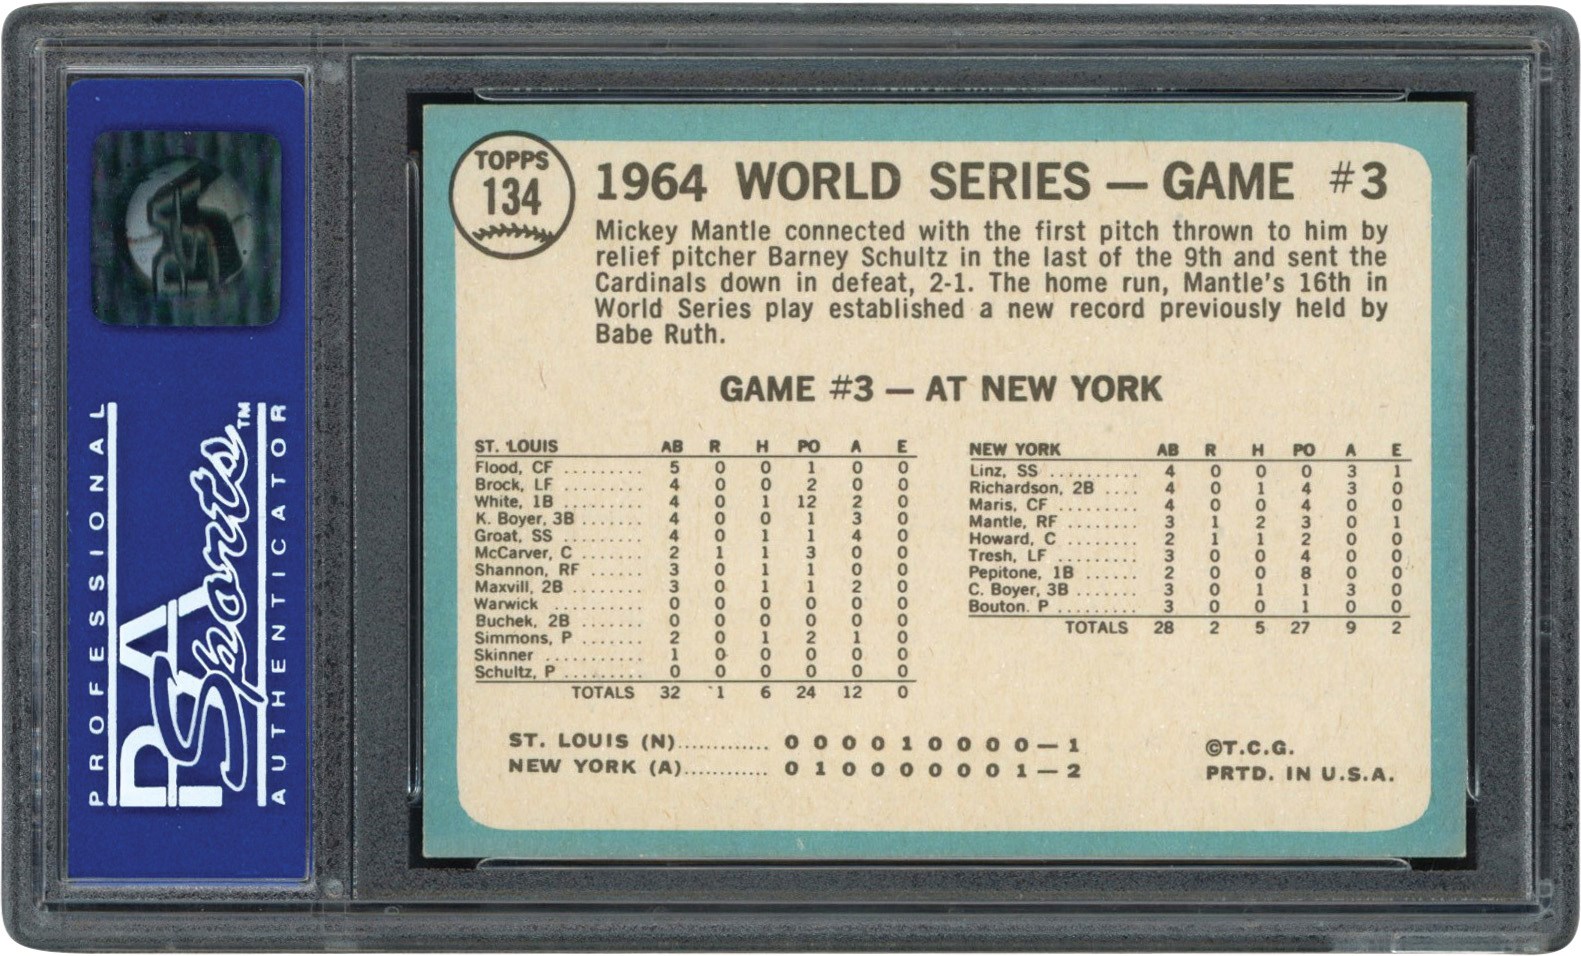 PROFESSIONAL
PSA Sports™
AUTHENTICATOR
TOPPS
134
1964 WORLD SERIES — GAME #3
Mickey Mantle connected with the first pitch thrown to him by
relief pitcher Barney Schultz in the last of the 9th and sent the
Cardinals down in defeat, 2-1. The home run, Mantle's 16th in
World Series play established a new record previously held by
Babe Ruth.
GAME #3 — AT NEW YORK
ST. LOUIS AB R H PO A E
Flood, CF ......... 5 0 0 1 0 0
Brock, LF ......... 4 0 0 2 0 0
White, 1B ......... 4 0 1 12 2 0
K. Boyer, 3B ....... 4 0 0 1 3 0
Groat, SS ......... 4 0 1 1 4 0
McCarver, C ....... 2 1 1 3 0 0
Shannon, RF ...... 3 0 1 1 0 0
Maxvill, 2B ........ 3 0 1 1 2 0
Warwick .......... 0 0 0 0 0 0
Buchek, 2B ........ 0 0 0 0 0 0
Simmons, P ....... 2 0 1 2 1 0
Skinner ........... 1 0 0 0 0 0
Schultz, P ......... 0 0 0 0 0 0
TOTALS 32 1 6 24 12 0
NEW YORK AB R H PO A E
Linz, SS .......... 4 0 0 0 3 1
Richardson, 2B .... 4 0 1 4 3 0
Maris, CF ......... 4 0 0 4 0 0
Mantle, RF ........ 3 1 2 3 0 1
Howard, C ........ 2 1 1 2 0 0
Tresh, LF ......... 3 0 0 4 0 0
Pepitone, 1B ...... 2 0 0 8 0 0
C. Boyer, 3B ....... 3 0 1 1 3 0
Bouton. P ......... 3 0 0 1 0 0
TOTALS 28 2 5 27 9 2
ST. LOUIS (N)............ 0 0 0 0 1 0 0 0 0 — 1
NEW YORK (A)........... 0 1 0 0 0 0 0 0 1 — 2
©T.C.G.
PRTD. IN U.S.A.